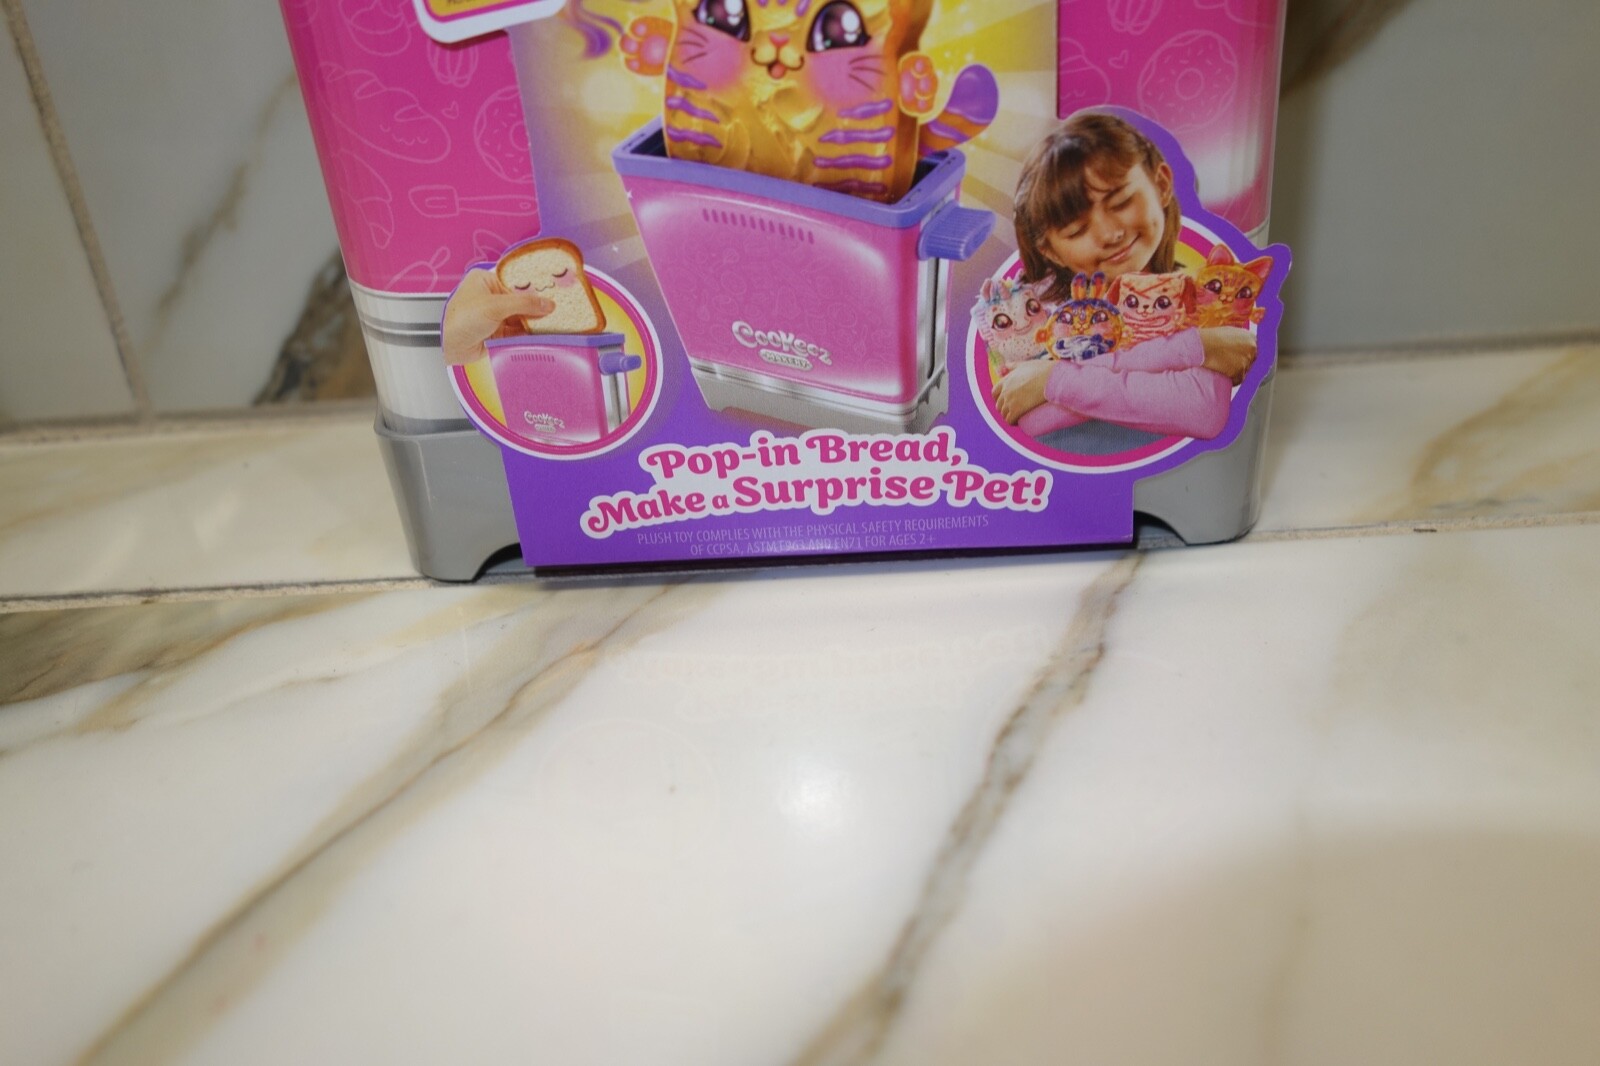 Cookeez
MAKERY
Cookeez
Pop-in Bread,
Make a Surprise Pet!
PLUSH TOY COMPLIES WITH THE PHYSICAL SAFETY REQUIREMENTS
OF CCPSA, ASTM F963 AND EN71 FOR AGES 2+